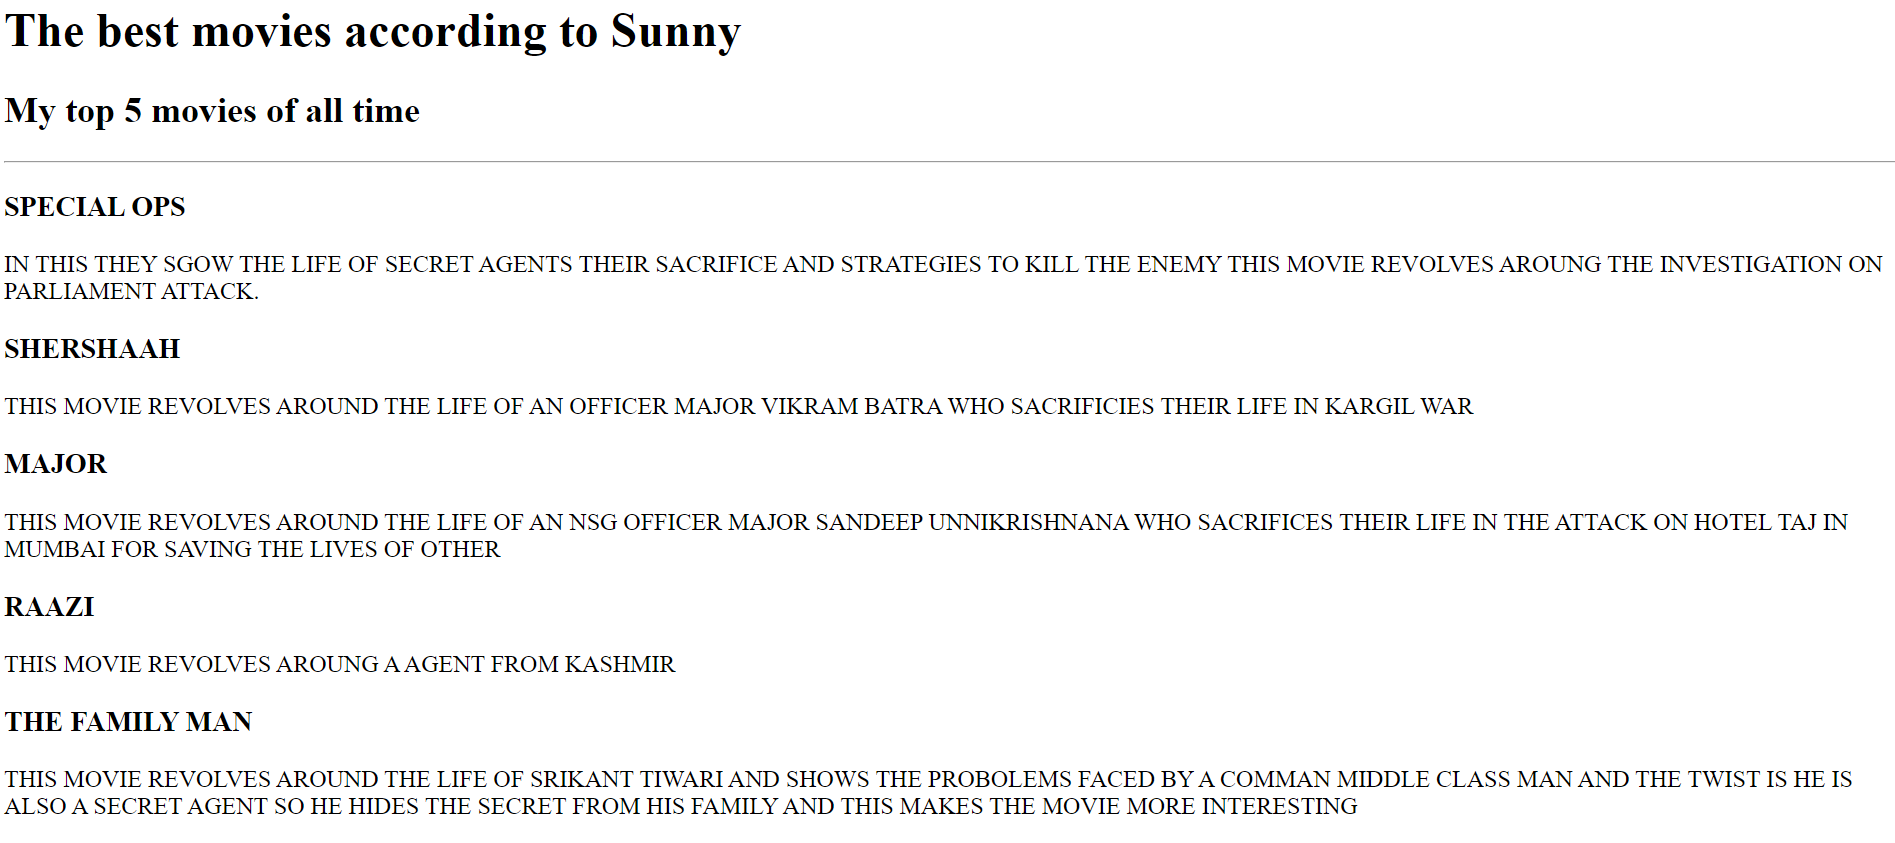 The best movies according to Sunny
My top 5 movies of all time
SPECIAL OPS
IN THIS THEY SGOW THE LIFE OF SECRET AGENTS THEIR SACRIFICE AND STRATEGIES TO KILL THE ENEMY THIS MOVIE REVOLVES AROUNG THE INVESTIGATION ON
PARLIAMENT ATTACK.
SHERSHAAH
THIS MOVIE REVOLVES AROUND THE LIFE OF AN OFFICER MAJOR VIKRAM BATRA WHO SACRIFICIES THEIR LIFE IN KARGIL WAR
MAJOR
THIS MOVIE REVOLVES AROUND THE LIFE OF AN NSG OFFICER MAJOR SANDEEP UNNIKRISHNANA WHO SACRIFICES THEIR LIFE IN THE ATTACK ON HOTEL TAJ IN
MUMBAI FOR SAVING THE LIVES OF OTHER
RAAZI
THIS MOVIE REVOLVES AROUNG A AGENT FROM KASHMIR
THE FAMILY MAN
THIS MOVIE REVOLVES AROUND THE LIFE OF SRIKANT TIWARI AND SHOWS THE PROBOLEMS FACED BY A COMMAN MIDDLE CLASS MAN AND THE TWIST IS HE IS
ALSO A SECRET AGENT SO HE HIDES THE SECRET FROM HIS FAMILY AND THIS MAKES THE MOVIE MORE INTERESTING